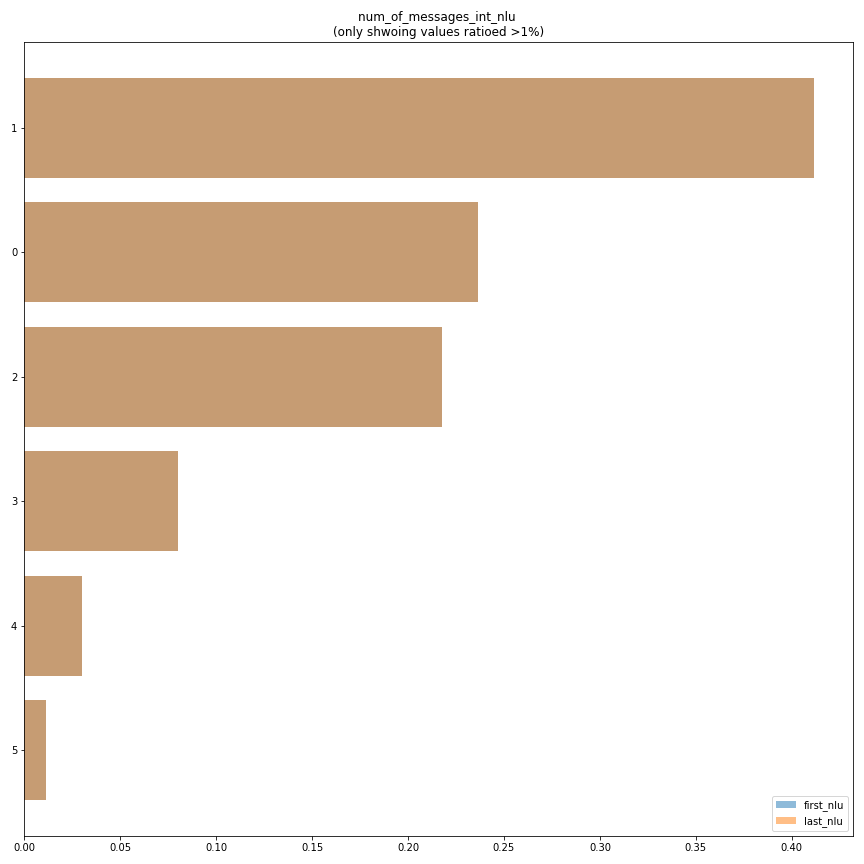 num_of_messages_int_nlu
(only shwoing values ratioed >1%)
1
0
2
3
4
5
first_nlu
last_nlu
0.00 0.05 0.10 0.15 0.20 0.25 0.30 0.35 0.40